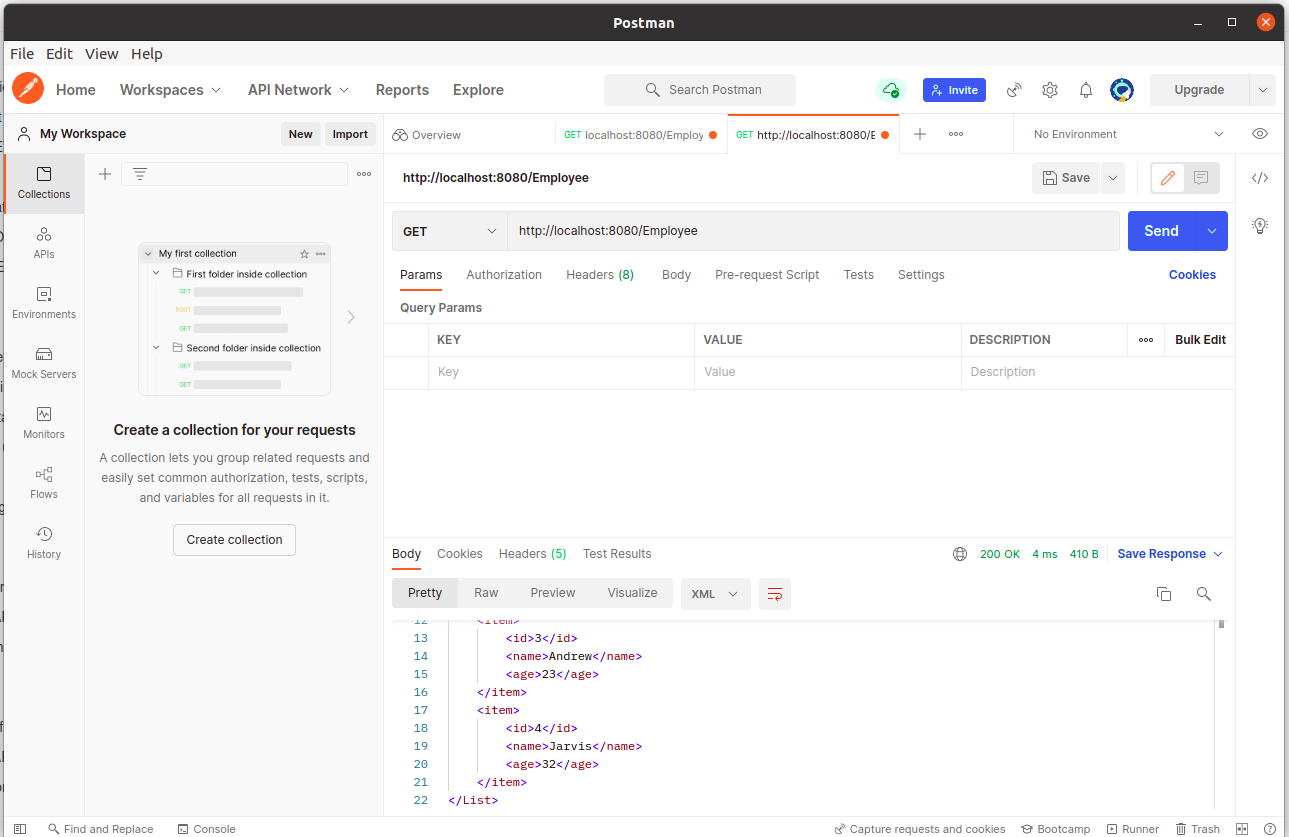 Postman
File Edit View Help
Home Workspaces API Network Reports Explore Search Postman Invite Upgrade
My Workspace New Import Overview GET localhost:8080/Employ GET http://localhost:8080/E No Environment
Collections
APIs
Environments
Mock Servers
Monitors
Flows
History
My first collection
First folder inside collection
GET
POST
GET
Second folder inside collection
GET
GET
Create a collection for your requests
A collection lets you group related requests and
easily set common authorization, tests, scripts,
and variables for all requests in it.
Create collection
http://localhost:8080/Employee Save
GET http://localhost:8080/Employee Send
Params Authorization Headers (8) Body Pre-request Script Tests Settings Cookies
Query Params
KEY VALUE DESCRIPTION Bulk Edit
Key Value Description
Body Cookies Headers (5) Test Results 200 OK 4 ms 410 B Save Response
Pretty Raw Preview Visualize XML
12 <item>
13 <id>3</id>
14 <name>Andrew</name>
15 <age>23</age>
16 </item>
17 <item>
18 <id>4</id>
19 <name>Jarvis</name>
20 <age>32</age>
21 </item>
22 </List>
Find and Replace Console Capture requests and cookies Bootcamp Runner Trash